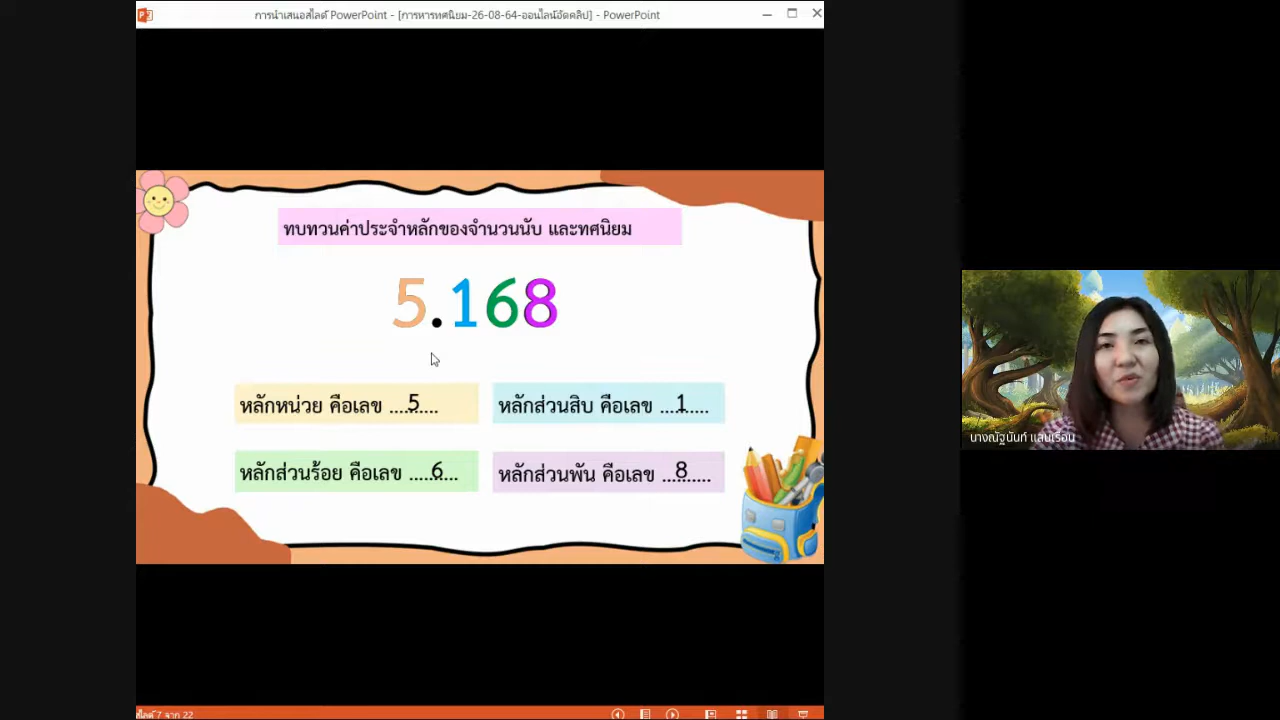 การนำเสนอสไลด์ PowerPoint - [การหารทศนิยม-26-08-64-ออนไลน์อัดคลิป] - PowerPoint
ทบทวนค่าประจำหลักของจำนวนนับ และทศนิยม
5.168
หลักหน่วย คือเลข ....5.....
หลักส่วนสิบ คือเลข ....1.....
หลักส่วนร้อย คือเลข .....6....
หลักส่วนพัน คือเลข ....8.....
นางณัฐนันท์ แสนเรือน
สไลด์ 7 จาก 22